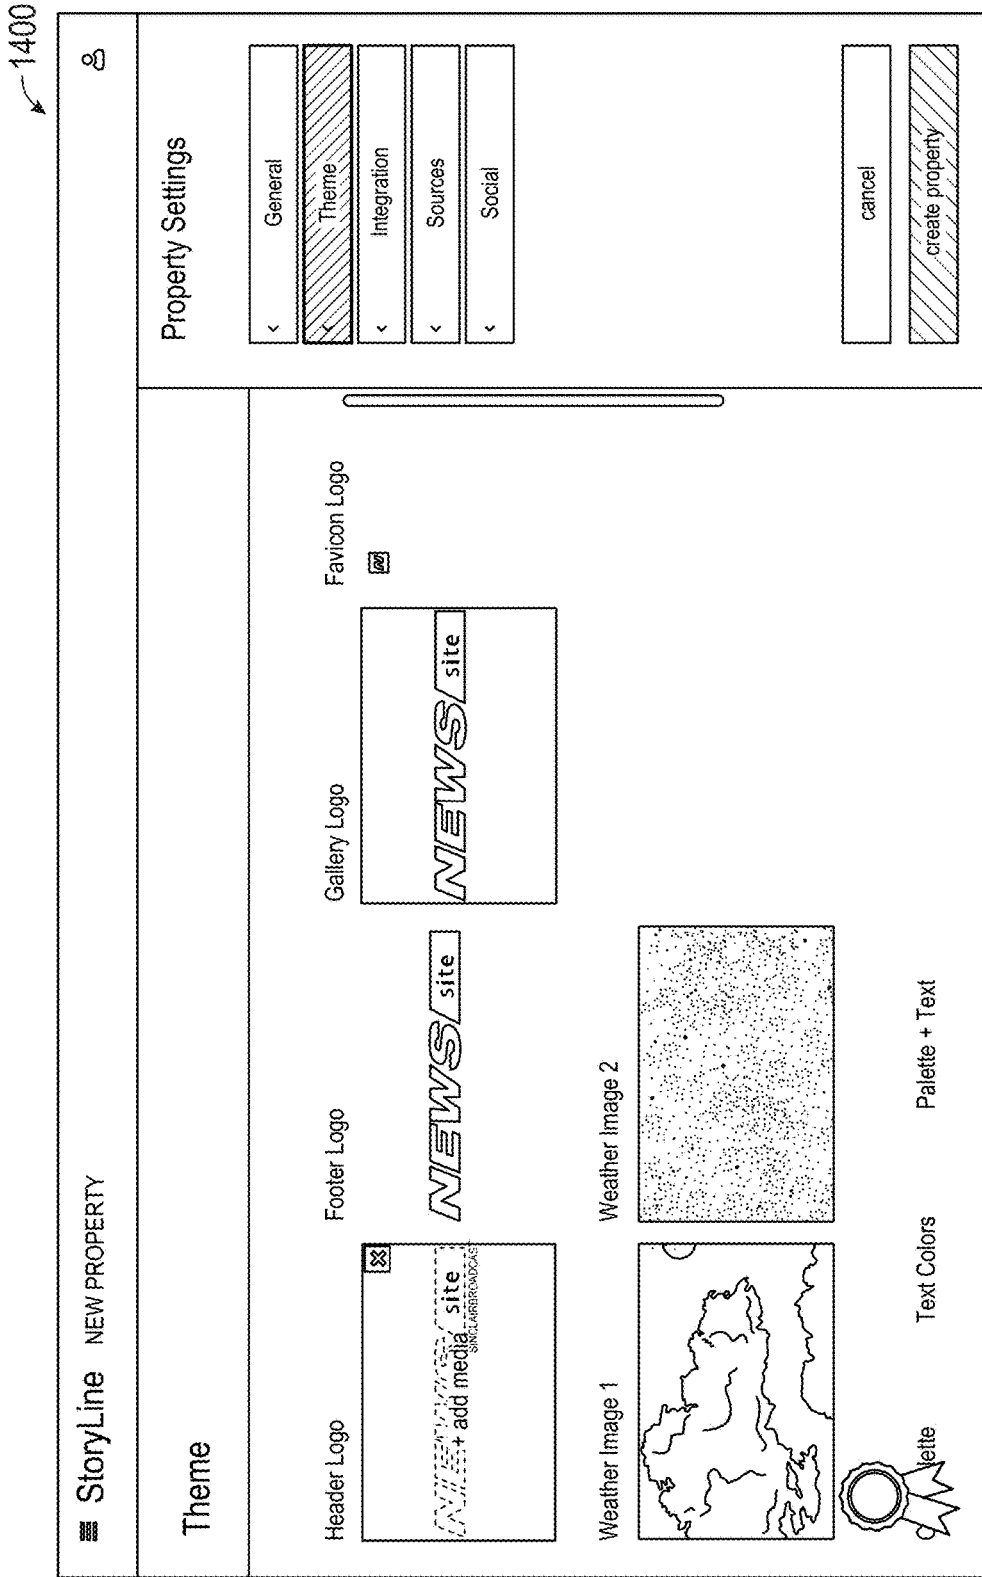 1400
StoryLine NEW PROPERTY
Theme
Property Settings
Header Logo
Footer Logo
Gallery Logo
Favicon Logo
+ add media
site
SINCLAIRBROADCAST
NEWS site
NEWS site
N
Weather Image 1
Weather Image 2
lette
Text Colors
Palette + Text
General
Theme
Integration
Sources
Social
cancel
create property